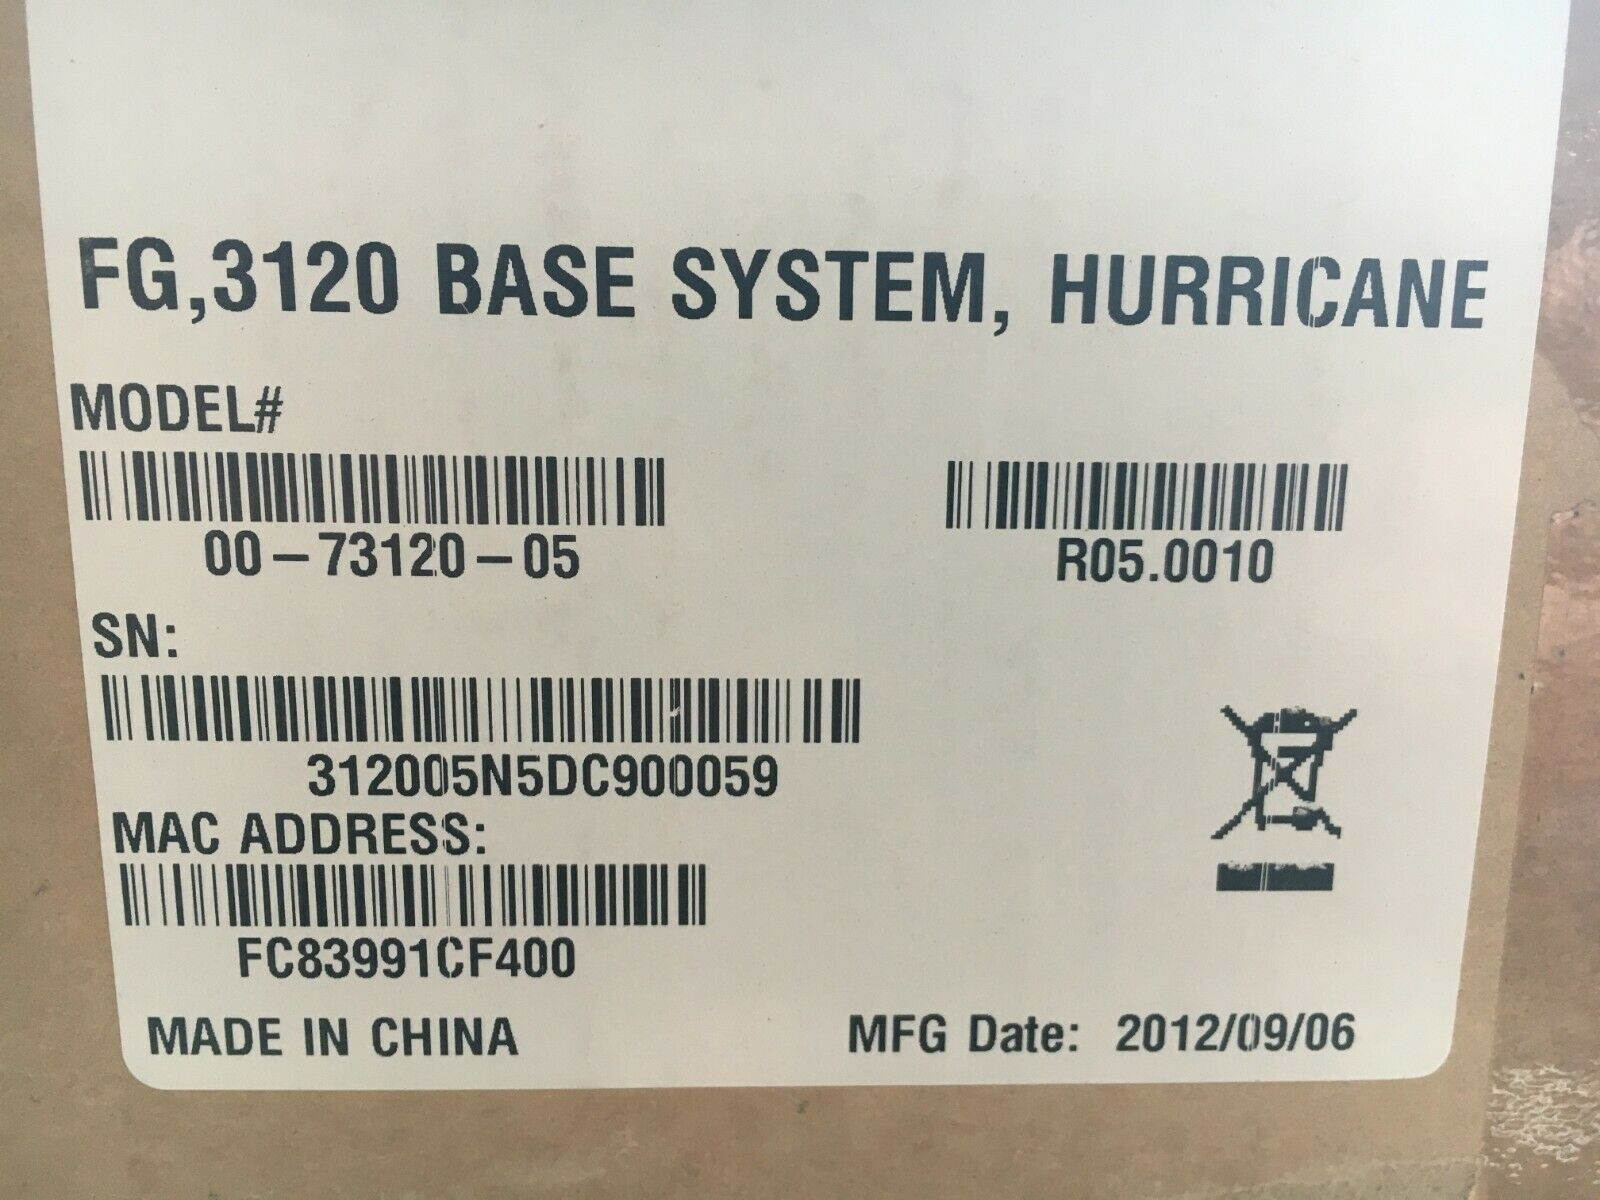 FG,3120 BASE SYSTEM, HURRICANE
MODEL#
00-73120-05 R05.0010
SN:
312005N5DC900059
MAC ADDRESS:
FC83991CF400
MADE IN CHINA MFG Date: 2012/09/06